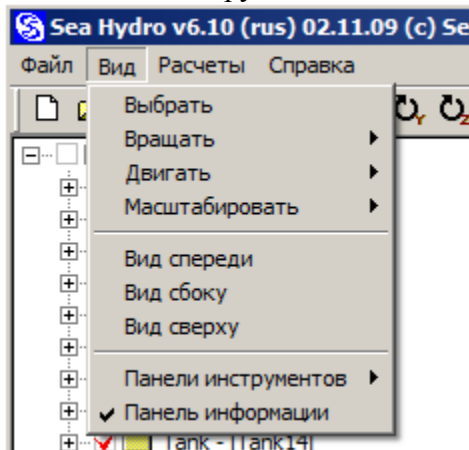 Sea Hydro v6.10 (rus) 02.11.09 (c) Se
Файл Вид Расчеты Справка
Y Z
Выбрать
Вращать
Двигать
Масштабировать
Вид спереди
Вид сбоку
Вид сверху
Панели инструментов
Панель информации
Tank - [Tank14]